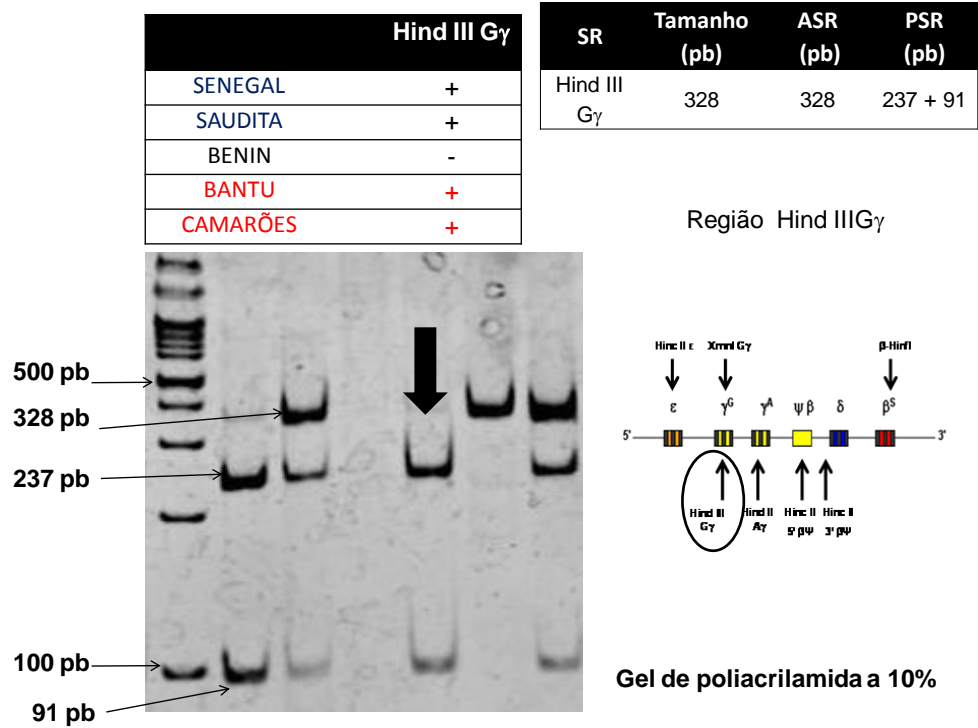 Hind III Gγ
SENEGAL +
SAUDITA +
BENIN -
BANTU +
CAMARÕES +
SR Tamanho (pb) ASR (pb) PSR (pb)
Hind III Gγ 328 328 237 + 91
Região Hind IIIGγ
500 pb
328 pb
237 pb
100 pb
91 pb
Hinc II ε
XmnI Gγ
β-HinfI
ε γG γA ψ β δ βS
5' 3'
Hind III Gγ
Hind II Aγ
Hinc II 5' βΨ
Hinc II 3' βΨ
Gel de poliacrilamida a 10%